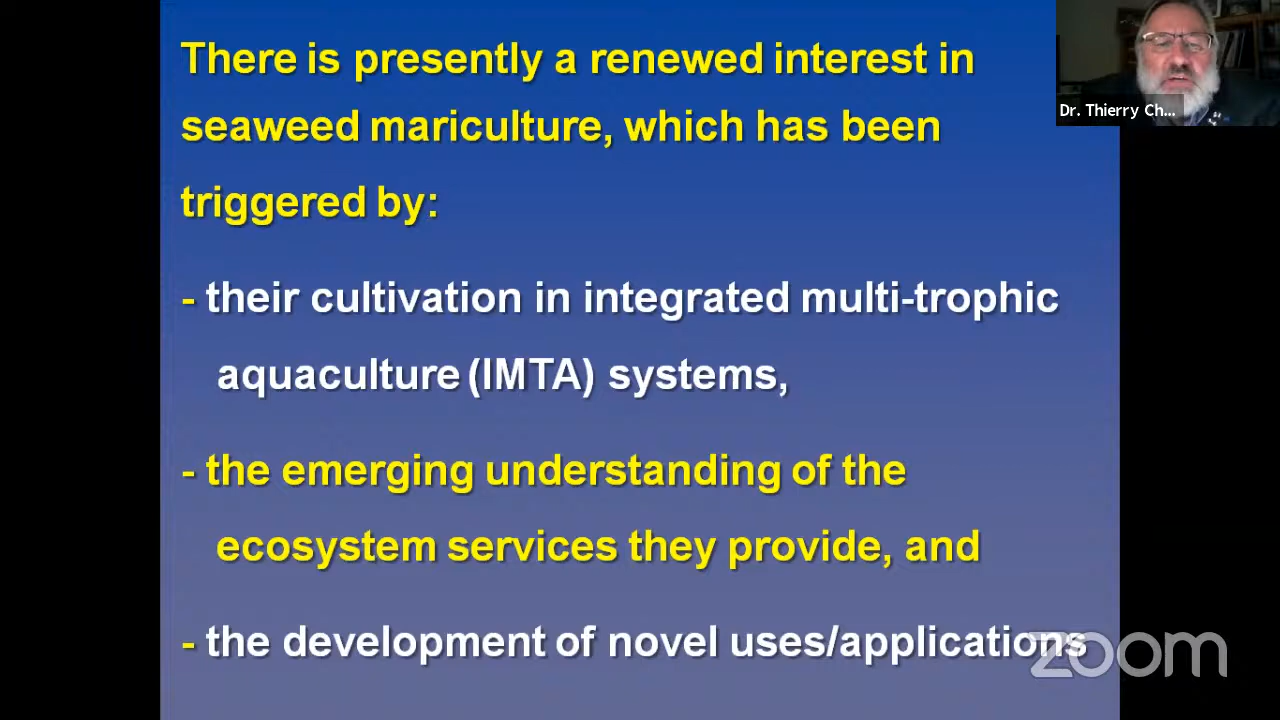 There is presently a renewed interest in
seaweed mariculture, which has been
triggered by:
- their cultivation in integrated multi-trophic
aquaculture (IMTA) systems,
- the emerging understanding of the
ecosystem services they provide, and
- the development of novel uses/applications
Dr. Thierry Ch...
zoom